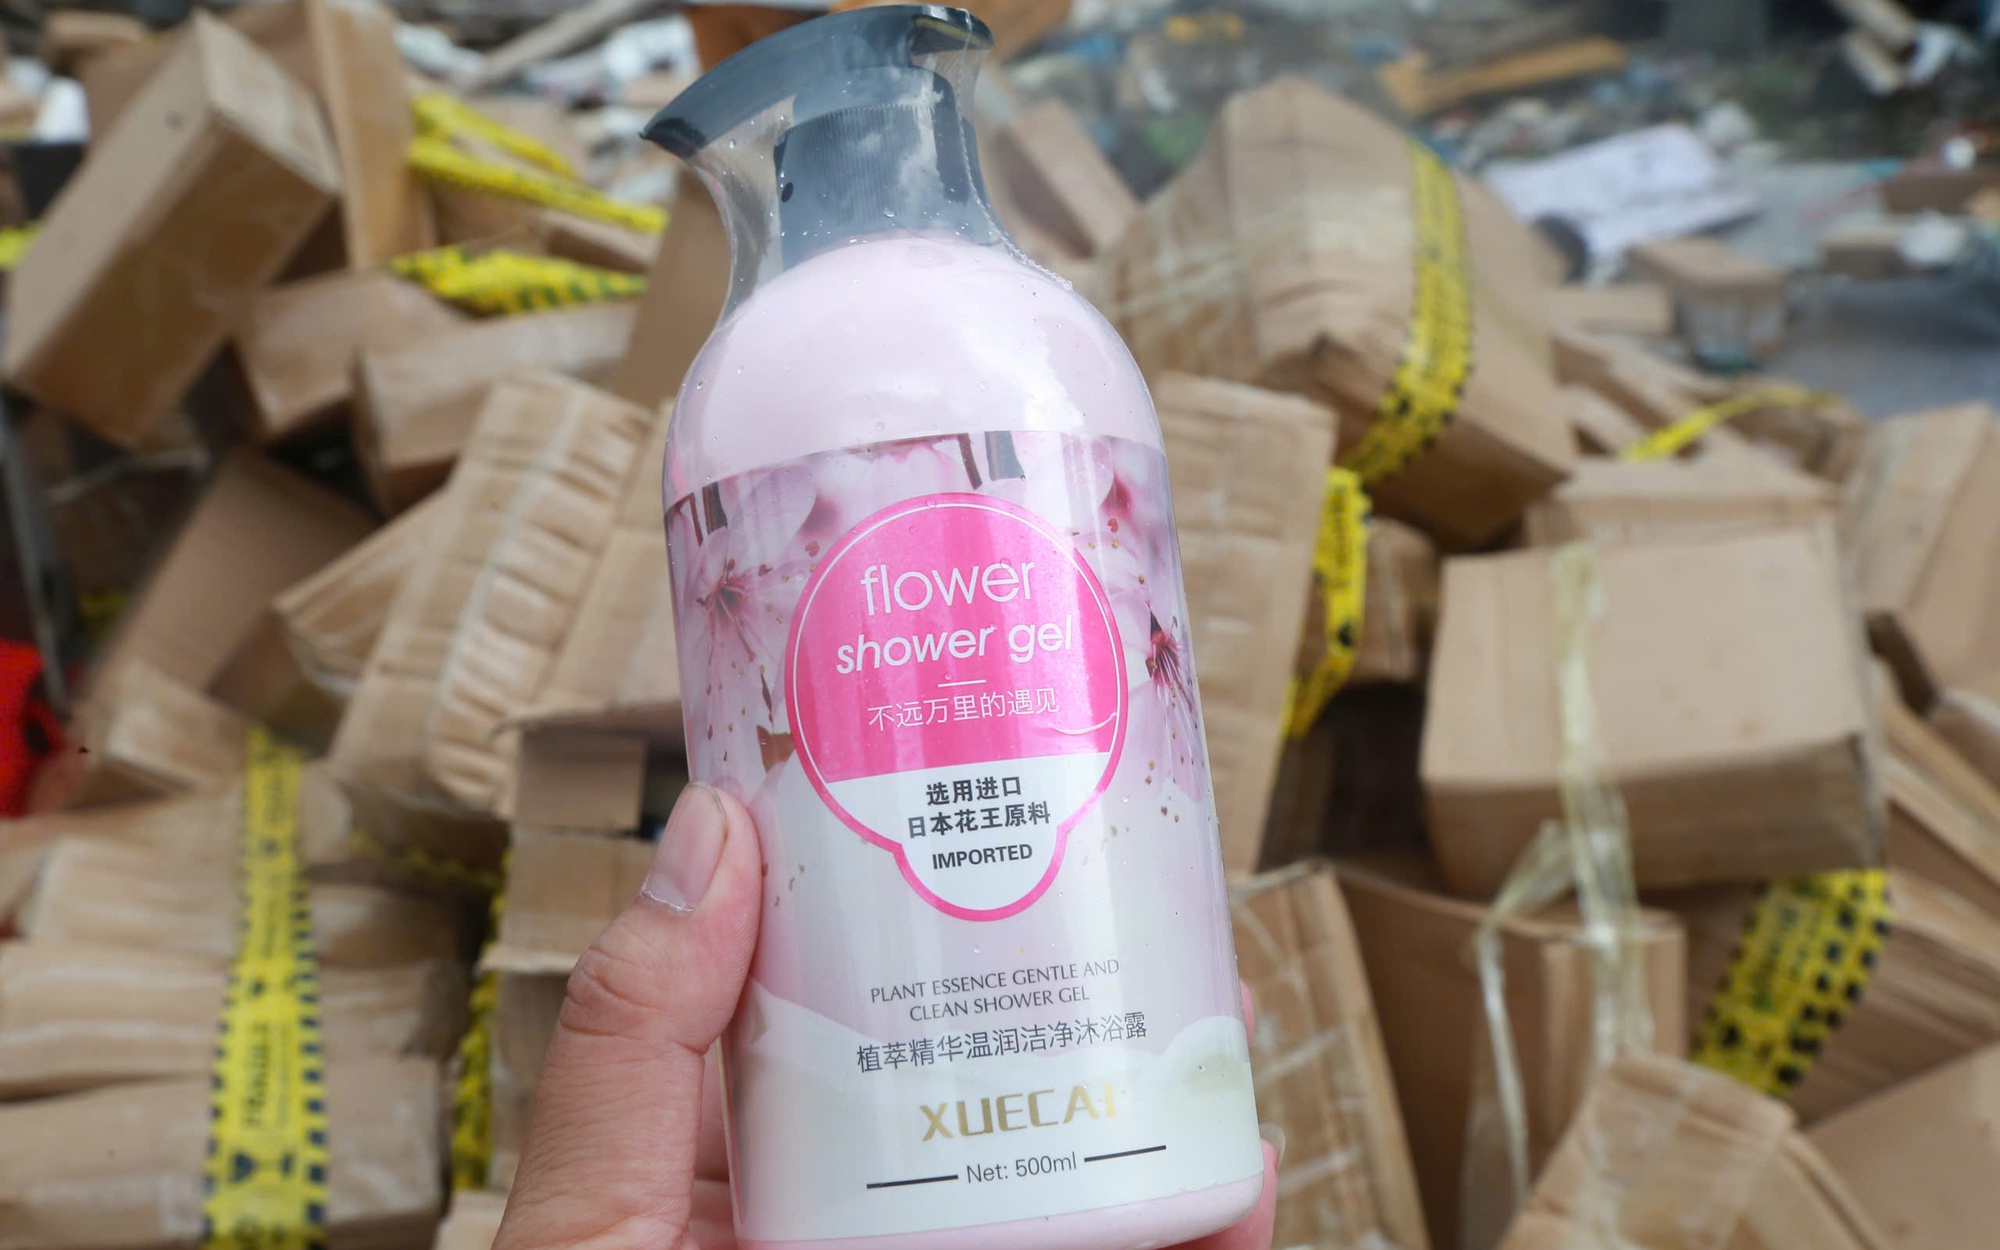 flower
shower gel
不远万里的遇见
选用进口
日本花王原料
IMPORTED
PLANT ESSENCE GENTLE AND
CLEAN SHOWER GEL
植萃精华温润洁净沐浴露
XUECAI
Net: 500ml